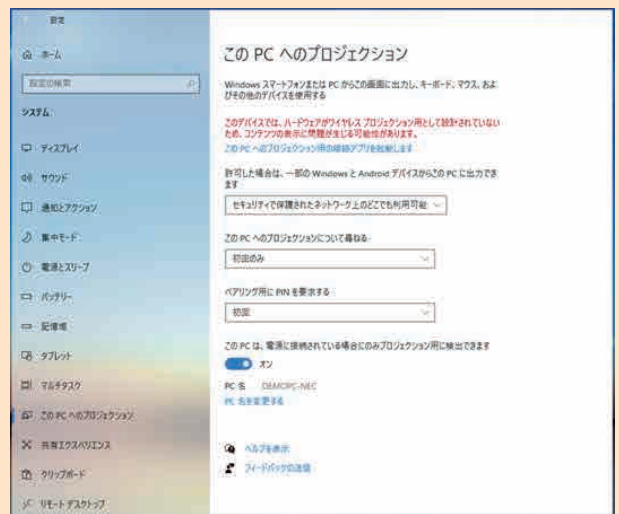 設定
ホーム
設定の検索
システム
ディスプレイ
サウンド
通知とアクション
集中モード
電源とスリープ
バッテリー
記憶域
タブレット
マルチタスク
この PC へのプロジェクション
共有エクスペリエンス
クリップボード
リモート デスクトップ
この PC へのプロジェクション
Windows スマートフォンまたは PC からこの画面に出力し、キーボード、マウス、およ
びその他のデバイスを使用する
このデバイスでは、ハードウェアがワイヤレス プロジェクション用として設計されていない
ため、コンテンツの表示に問題が生じる可能性があります。
この PC へのプロジェクション用の接続アプリを起動します
許可した場合は、一部の Windows と Android デバイスからこの PC に出力でき
ます
セキュリティで保護されたネットワーク上のどこでも利用可能
この PC へのプロジェクションについて尋ねる
初回のみ
ペアリング用に PIN を要求する
初回
この PC は、電源に接続されている場合にのみプロジェクション用に検出できます
オン
PC 名 DEMOPC-NEC
PC 名を変更する
ヘルプを表示
フィードバックの送信